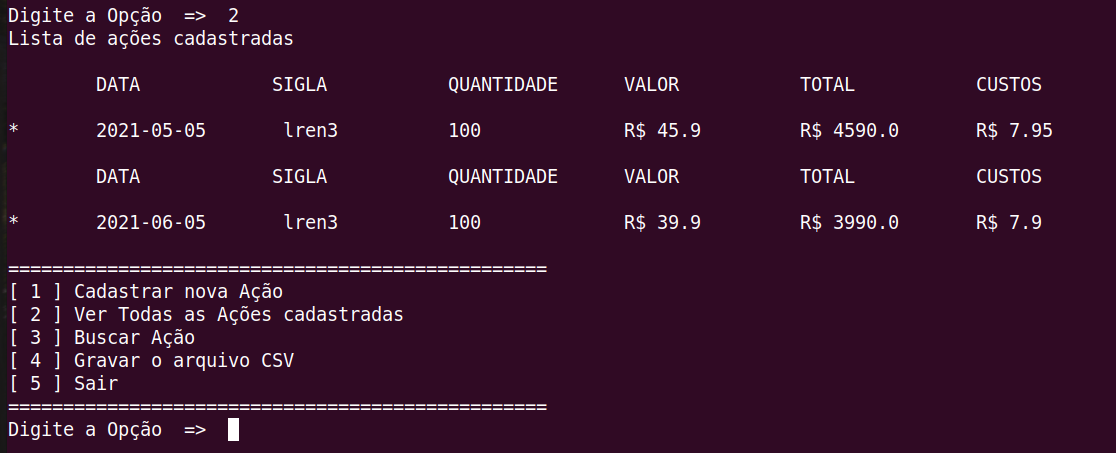 Digite a Opção  =>  2
Lista de ações cadastradas
DATA SIGLA QUANTIDADE VALOR TOTAL CUSTOS
* 2021-05-05 lren3 100 R$ 45.9 R$ 4590.0 R$ 7.95
DATA SIGLA QUANTIDADE VALOR TOTAL CUSTOS
* 2021-06-05 lren3 100 R$ 39.9 R$ 3990.0 R$ 7.9
=================================================
[ 1 ] Cadastrar nova Ação
[ 2 ] Ver Todas as Ações cadastradas
[ 3 ] Buscar Ação
[ 4 ] Gravar o arquivo CSV
[ 5 ] Sair
=================================================
Digite a Opção  =>